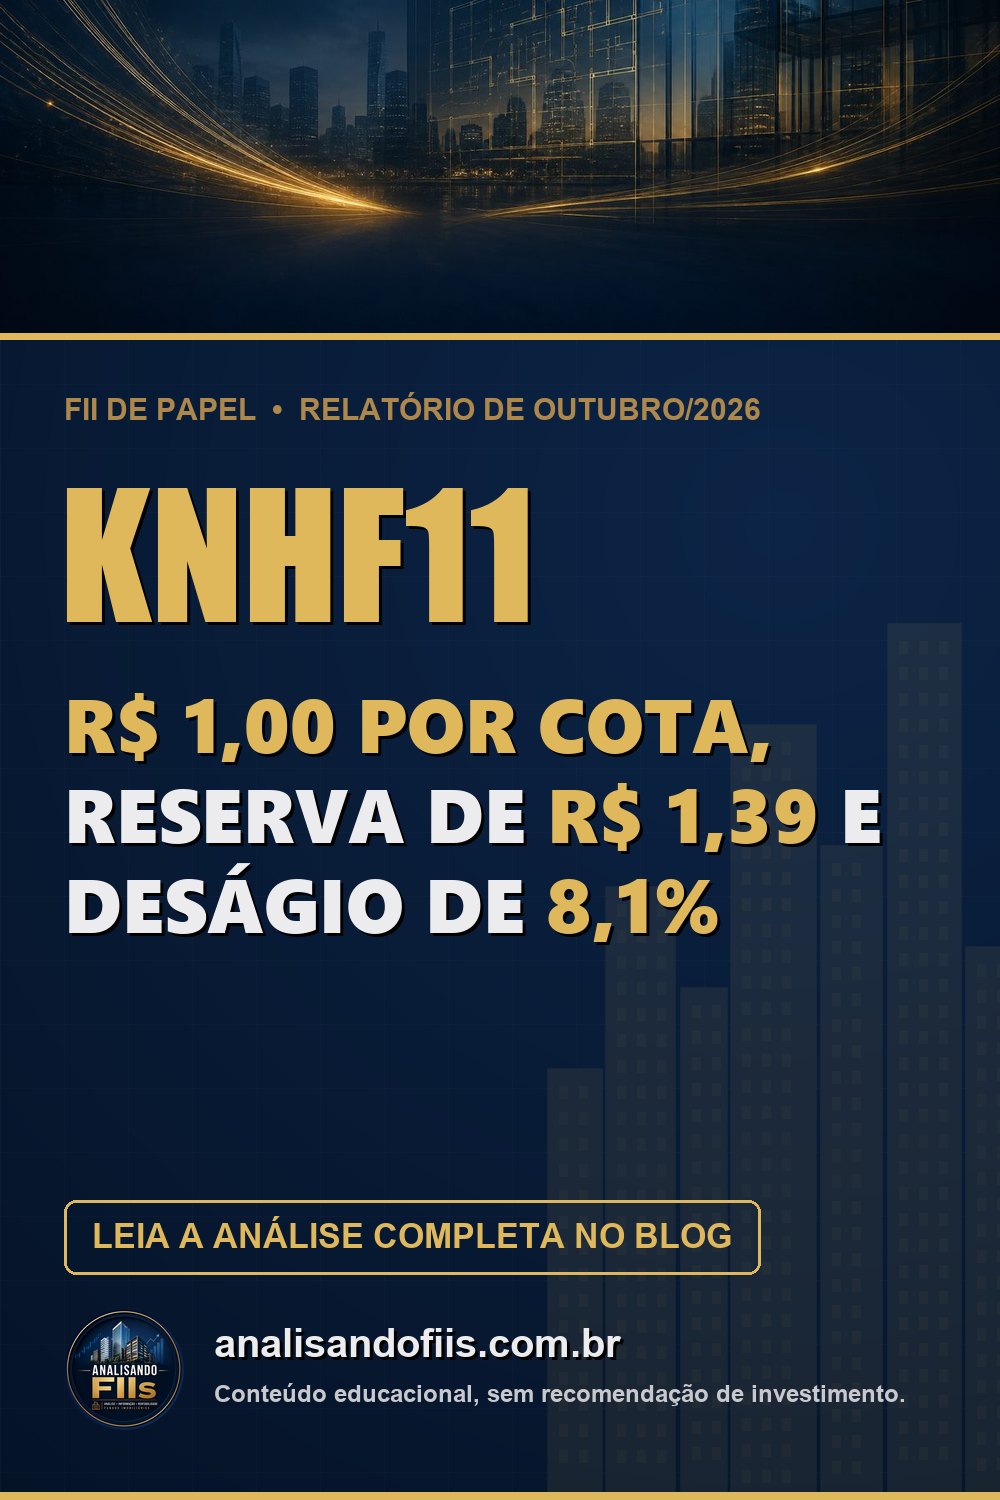 FII DE PAPEL • RELATÓRIO DE OUTUBRO/2026
KNHF11
R$ 1,00 POR COTA,
RESERVA DE R$ 1,39 E
DESÁGIO DE 8,1%
LEIA A ANÁLISE COMPLETA NO BLOG
ANALISANDO
FIIs
analisandofiis.com.br
Conteúdo educacional, sem recomendação de investimento.